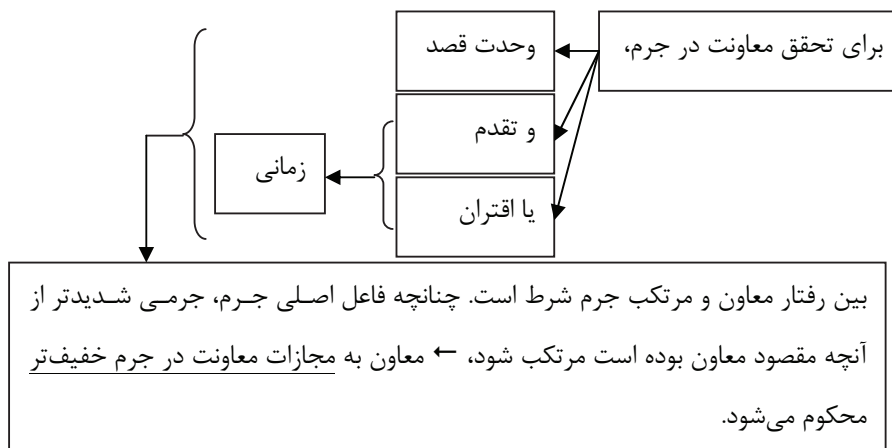 برای تحقق معاونت در جرم،
وحدت قصد
و تقدم
یا اقتران
زمانی
بین رفتار معاون و مرتکب جرم شرط است. چنانچه فاعل اصلی جرم، جرمی شدیدتر از
آنچه مقصود معاون بوده است مرتکب شود، ← معاون به مجازات معاونت در جرم خفیف‌تر
محکوم می‌شود.